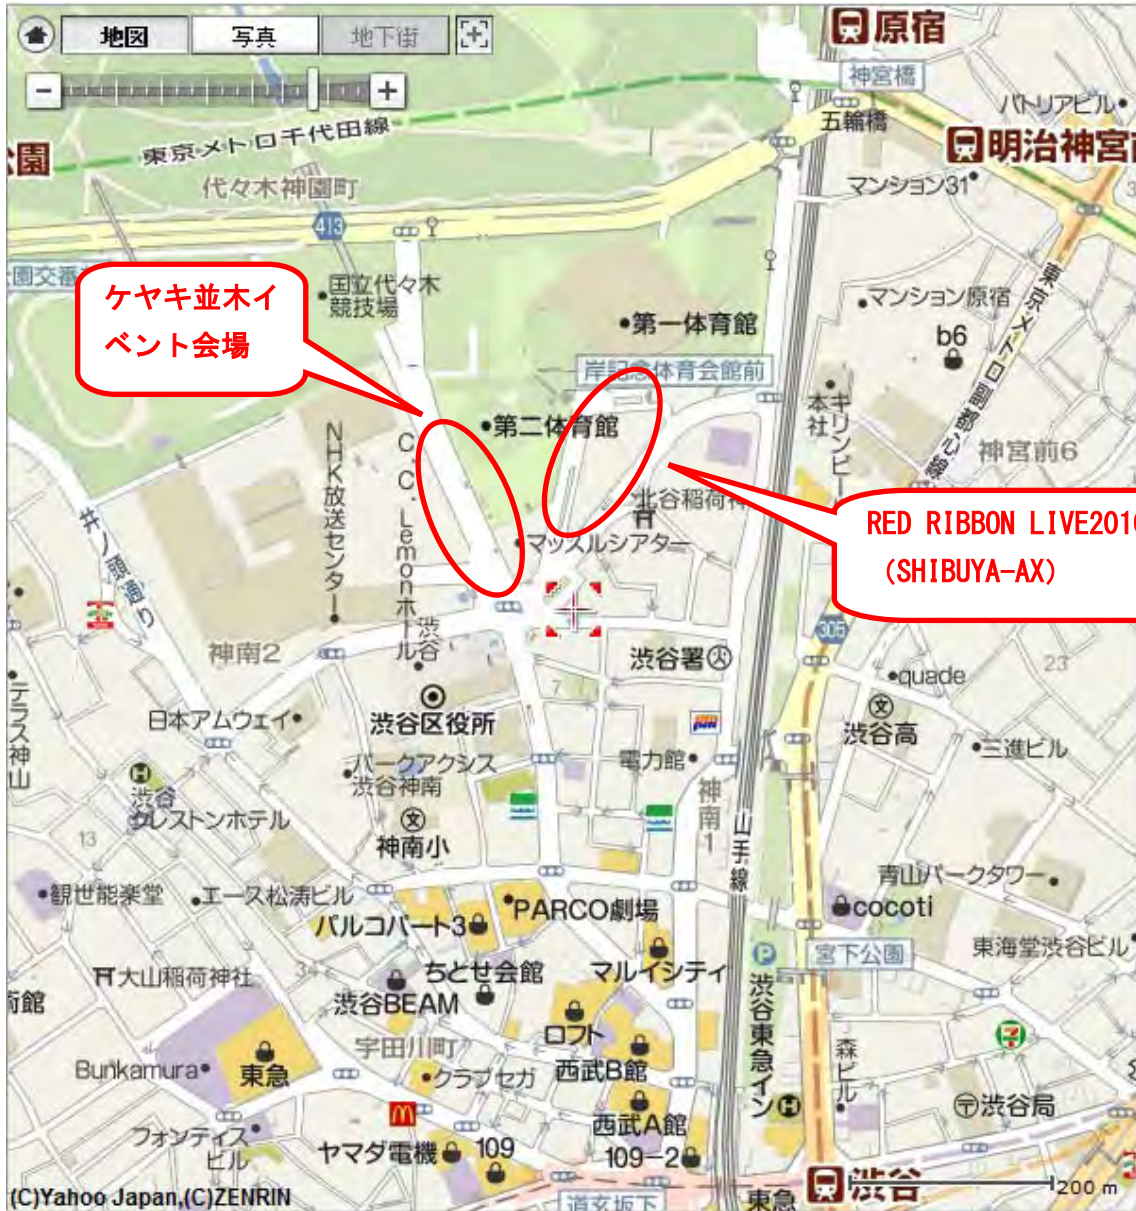 地図
写真
地下街
原宿
神宮橋
パトリアビル
五輪橋
明治神宮前
東京メトロ千代田線
公園
代々木神園町
マンション31
413
国立代々木
競技場
ケヤキ並木イ
ベント会場
第一体育館
マンション原宿
b6
東京メトロ副都心線
岸記念体育会館前
第二体育館
神宮前6
NHK放送センター
C.C.Lemonホール
渋谷
北谷稲荷神
マッスルシアター
RED RIBBON LIVE201
(SHIBUYA-AX)
井ノ頭通り
305
神南2
渋谷署
23
quade
テラス神山
日本アムウェイ
渋谷区役所
7
渋谷高
三進ビル
パークアクシス
渋谷神南
電力館
渋谷
クレストンホテル
神南1
山手線
13
神南小
青山パークタワー
観世能楽堂
エース松涛ビル
PARCO劇場
cocoti
パルコパート3
宮下公園
東海堂渋谷ビル
大山稲荷神社
ちとせ会館
マルイシティ
渋谷BEAM
術館
渋谷東急イン
ロフト
宇田川町
Bunkamura
東急
クラブセガ
西武B館
森ビル
渋谷局
フォンティス
ビル
西武A館
ヤマダ電機
109
109-2
(C)Yahoo Japan,(C)ZENRIN
道玄坂下
東急
渋谷
200 m